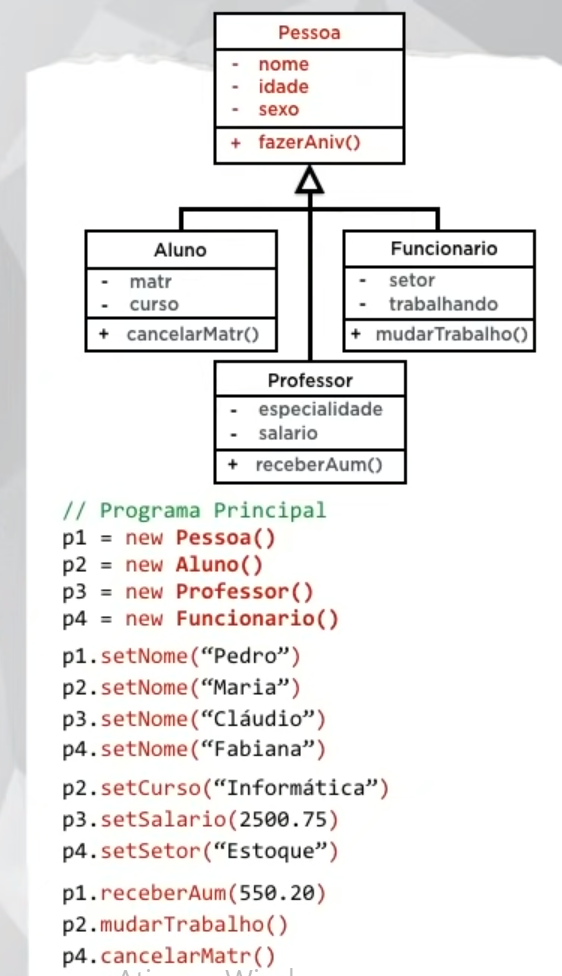 Pessoa
- nome
- idade
- sexo
+ fazerAniv()
Aluno
- matr
- curso
+ cancelarMatr()
Funcionario
- setor
- trabalhando
+ mudarTrabalho()
Professor
- especialidade
- salario
+ receberAum()
// Programa Principal
p1 = new Pessoa()
p2 = new Aluno()
p3 = new Professor()
p4 = new Funcionario()
p1.setNome(“Pedro”)
p2.setNome(“Maria”)
p3.setNome(“Cláudio”)
p4.setNome(“Fabiana”)
p2.setCurso(“Informática”)
p3.setSalario(2500.75)
p4.setSetor(“Estoque”)
p1.receberAum(550.20)
p2.mudarTrabalho()
p4.cancelarMatr()